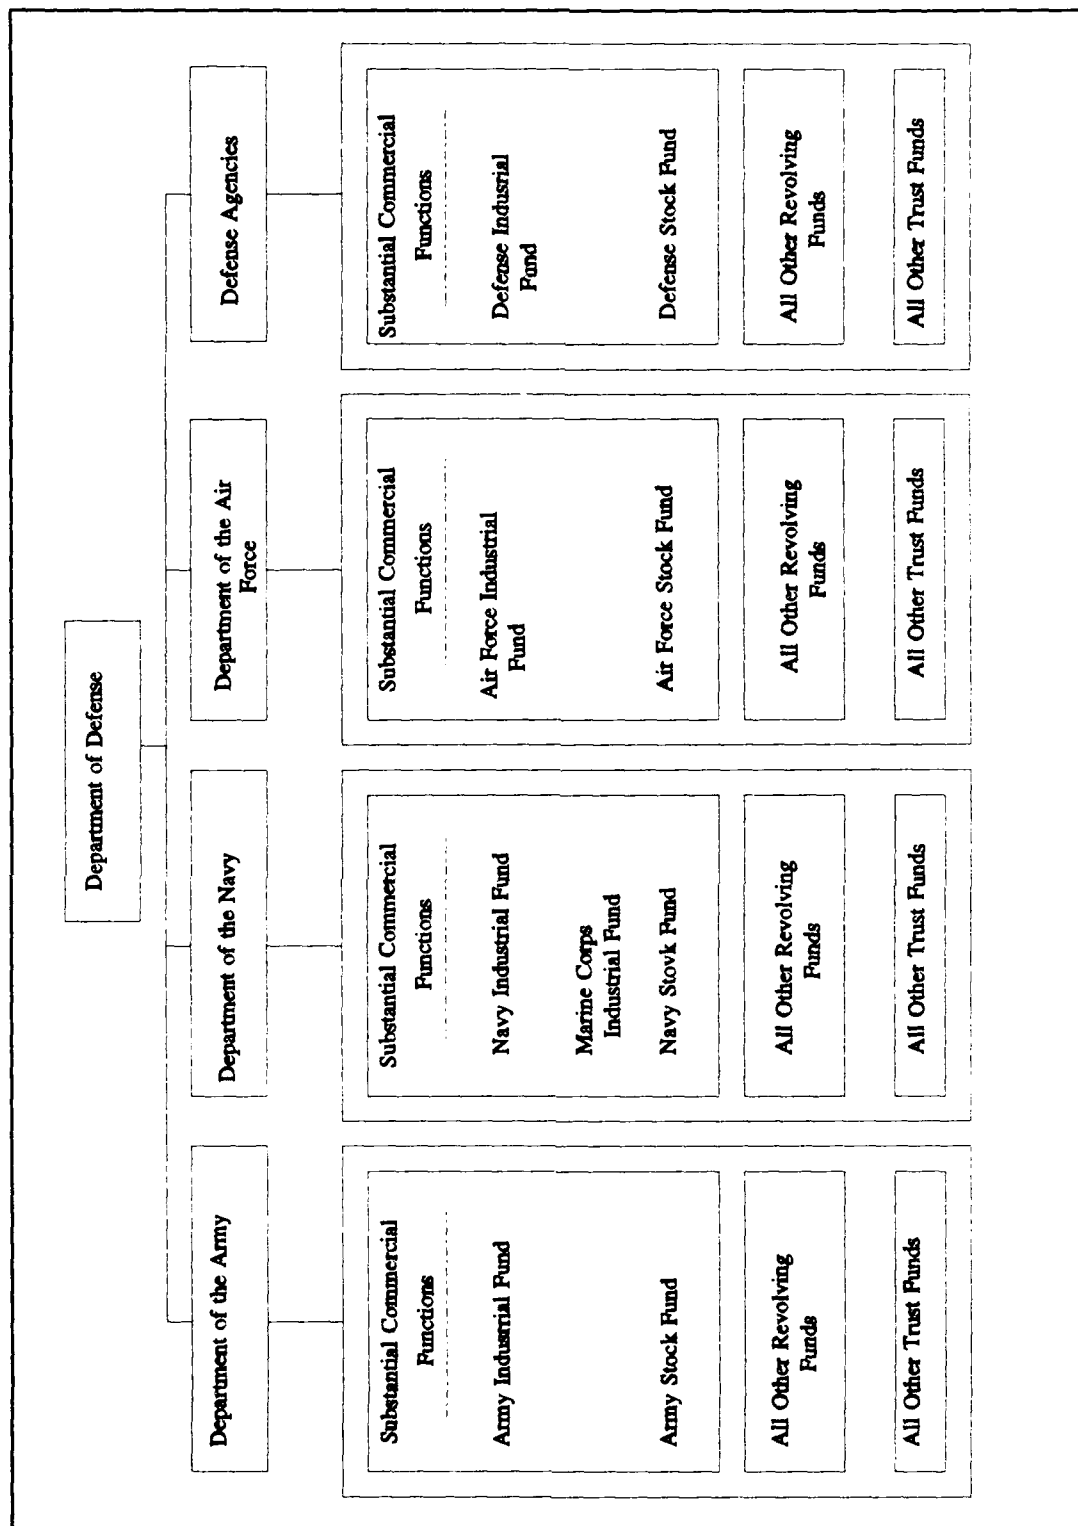 Department of Defense
Department of the Army
Department of the Navy
Department of the Air
Force
Defense Agencies
Substantial Commercial
Functions
Army Industrial Fund
Army Stock Fund
All Other Revolving
Funds
All Other Trust Funds
Substantial Commercial
Functions
Navy Industrial Fund
Marine Corps
Industrial Fund
Navy Stovk Fund
All Other Revolving
Funds
All Other Trust Funds
Substantial Commercial
Functions
Air Force Industrial
Fund
Air Force Stock Fund
All Other Revolving
Funds
All Other Trust Funds
Substantial Commercial
Functions
Defense Industrial
Fund
Defense Stock Fund
All Other Revolving
Funds
All Other Trust Funds